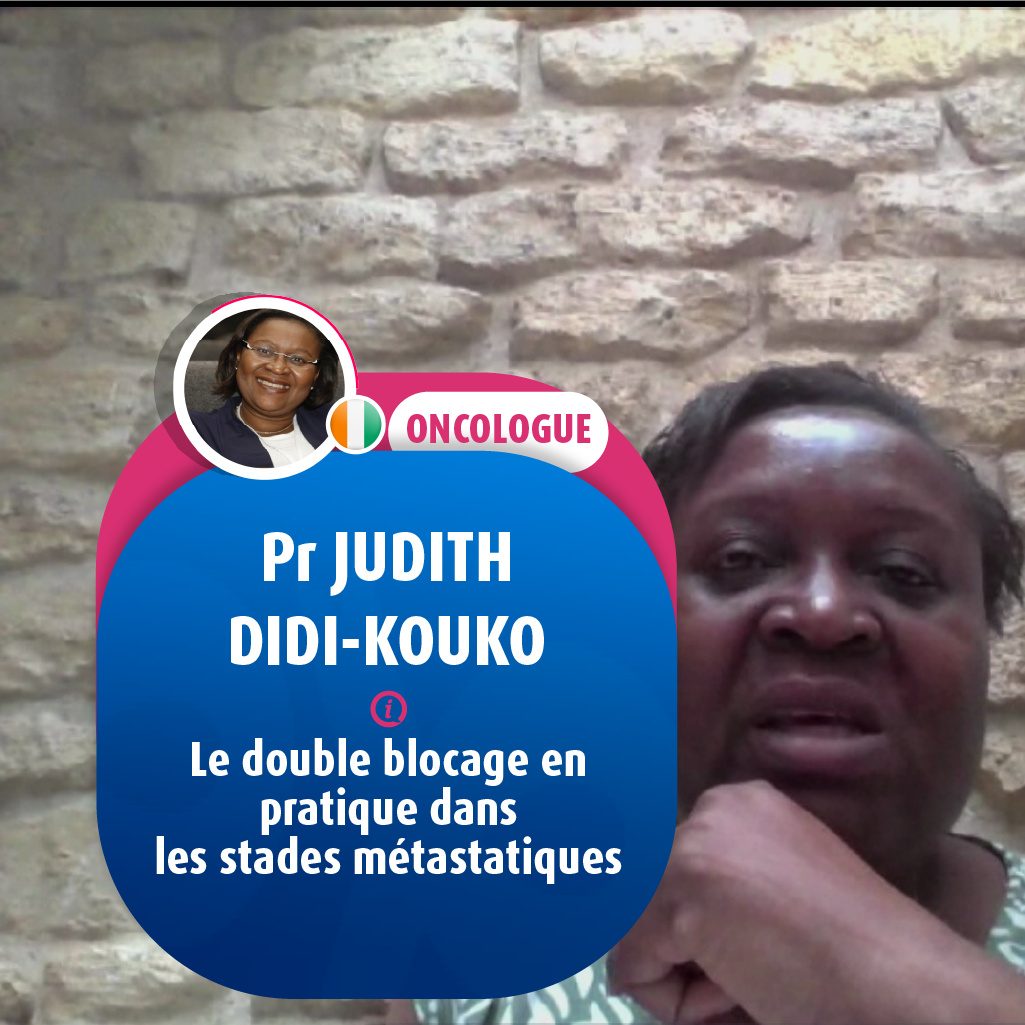 ONCOLOGUE
Pr JUDITH
DIDI-KOUKO
i
Le double blocage en
pratique dans
les stades métastatiques